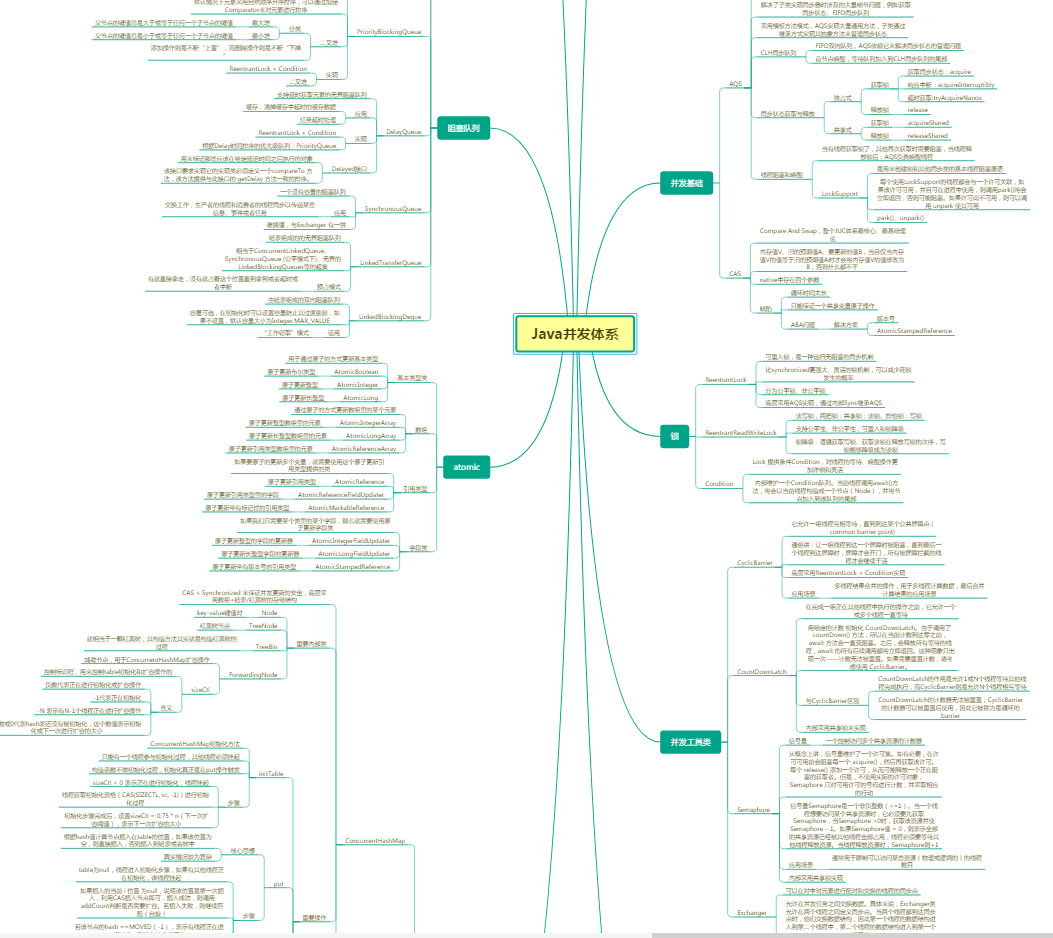 Java并发体系
阻塞队列
默认情况下元素采用自然顺序升序排序，可以通过指定
Comparator来对元素进行排序
父节点的键值总是大于或等于任何一个子节点的键值
最大堆
父节点的键值总是小于或等于任何一个子节点的键值
最小堆
分类
添加操作则是不断“上冒”，而删除操作则是不断“下掉
”
二叉堆
PriorityBlockingQueue
ReentrantLock + Condition
二叉堆
实现
支持延时获取元素的无界阻塞队列
缓存：清掉缓存中超时的缓存数据
任务超时处理
应用
DelayQueue
ReentrantLock + Condition
根据Delay时间排序的优先级队列：PriorityQueue
实现
用来标记那些应该在给定延迟时间之后执行的对象
该接口要求实现它的实现类必须定义一个compareTo 方
法，该方法提供与此接口的 getDelay 方法一致的排序。
Delayed接口
一个没有容量的阻塞队列
交换工作，生产者的线程和消费者的线程同步以传递某些
信息、事件或者任务
应用
SynchronousQueue
难搞懂，与Exchanger 有一拼
链表组成的的无界阻塞队列
相当于ConcurrentLinkedQueue、
SynchronousQueue (公平模式下)、无界的
LinkedBlockingQueues等的超集
LinkedTransferQueue
有就直接拿走，没有就占着这个位置直到拿到或者超时或
者中断
预占模式
由链表组成的双向阻塞队列
容量可选，在初始化时可以设置容量防止其过度膨胀，如
果不设置，默认容量大小为Integer.MAX_VALUE
LinkedBlockingDeque
“工作窃取”模式
运用
atomic
用于通过原子的方式更新基本类型
原子更新布尔类型
AtomicBoolean
原子更新整型
AtomicInteger
原子更新长整型
AtomicLong
基本类型类
通过原子的方式更新数组里的某个元素
原子更新整型数组里的元素
AtomicIntegerArray
原子更新长整型数组里的元素
AtomicLongArray
原子更新引用类型数组里的元素
AtomicReferenceArray
数组
如果要原子的更新多个变量，就需要使用这个原子更新引
用类型提供的类
原子更新引用类型
AtomicReference
原子更新引用类型里的字段
AtomicReferenceFieldUpdater
原子更新带有标记位的引用类型
AtomicMarkableReference
引用类型
如果我们只需要某个类里的某个字段，那么就需要使用原
子更新字段类
原子更新整型的字段的更新器
AtomicIntegerFieldUpdater
原子更新长整型字段的更新器
AtomicLongFieldUpdater
原子更新带有版本号的引用类型
AtomicStampedReference
字段类
CAS + Synchronized 来保证并发更新的安全，底层采
用数组+链表/红黑树的存储结构
key-value键值对
Node
红黑树节点
TreeNode
就相当于一颗红黑树，其构造方法其实就是构造红黑树的
过程
TreeBin
重要内部类
辅助节点，用于ConcurrentHashMap扩容操作
ForwardingNode
控制标识符，用来控制table初始化和扩容操作的
负数代表正在进行初始化或扩容操作
sizeCtl
-1代表正在初始化
-N 表示有N-1个线程正在进行扩容操作
含义
数或0代表hash表还没有被初始化，这个数值表示初始
化或下一次进行扩容的大小
ConcurrentHashMap初始化方法
只能有一个线程参与初始化过程，其他线程必须挂起
构造函数不做初始化过程，初始化真正是在put操作触发
initTable
sizeCtl < 0 表示正在进行初始化，线程挂起
线程获取初始化资格（CAS(SIZECTL, sc, -1)）进行初始
化过程
步骤
初始化步骤完成后，设置sizeCtl = 0.75 * n（下一次扩
容阈值），表示下一次扩容的大小
ConcurrentHashMap
根据hash值计算节点插入在table的位置，如果该位置为
空，则直接插入，否则插入到链表或者树中
核心思想
真实情况较为复杂
table为null，线程进入初始化步骤，如果有其他线程正
在初始化，该线程挂起
put
如果插入的当前 i 位置 为null，说明该位置是第一次插
入，利用CAS插入节点即可，插入成功，则调用
addCount判断是否需要扩容。若插入失败，则继续匹
配（自旋）
步骤
重要操作
若该节点的hash ==MOVED（-1），表示有线程正在进
并发基础
解决了子类实现同步器时涉及的大量细节问题，例如获取
同步状态、FIFO同步队列
采用模板方法模式，AQS实现大量通用方法，子类通过
继承方式实现其抽象方法来管理同步状态
CLH同步队列
FIFO双向队列，AQS依赖它来解决同步状态的管理问题
首节点唤醒，等待队列加入到CLH同步队列的尾部
AQS
获取同步状态：acquire
获取锁
响应中断：acquireInterruptibly
超时获取:tryAcquireNanos
独占式
释放锁
release
同步状态获取与释放
获取锁
acquireShared
共享式
释放锁
releaseShared
当有线程获取锁了，其他再次获取时需要阻塞，当线程释
放锁后，AQS负责唤醒线程
线程阻塞和唤醒
是用来创建锁和其他同步类的基本线程阻塞原语
每个使用LockSupport的线程都会与一个许可关联，如
果该许可可用，并且可在进程中使用，则调用park()将会
立即返回，否则可能阻塞。如果许可尚不可用，则可以调
用 unpark 使其可用
LockSupport
park()、unpark()
Compare And Swap，整个JUC体系最核心、最基础理
论
内存值V、旧的预期值A、要更新的值B，当且仅当内存
值V的值等于旧的预期值A时才会将内存值V的值修改为
B，否则什么都不干
CAS
native中存在四个参数
循环时间太长
缺陷
只能保证一个共享变量原子操作
ABA问题
解决方案
版本号
AtomicStampedReference
锁
可重入锁，是一种递归无阻塞的同步机制
ReentrantLock
比synchronized更强大、灵活的锁机制，可以减少死锁
发生的概率
分为公平锁、非公平锁
底层采用AQS实现，通过内部Sync继承AQS
读写锁，两把锁：共享锁：读锁、排他锁：写锁
ReentrantReadWriteLock
支持公平性、非公平性，可重入和锁降级
锁降级：遵循获取写锁、获取读锁在释放写锁的次序，写
锁能够降级成为读锁
Lock 提供条件Condition，对线程的等待、唤醒操作更
加详细和灵活
Condition
内部维护一个Condition队列。当前线程调用await()方
法，将会以当前线程构造成一个节点（Node），并将节
点加入到该队列的尾部
并发工具类
它允许一组线程互相等待，直到到达某个公共屏障点 (
common barrier point)
通俗讲：让一组线程到达一个屏障时被阻塞，直到最后一
个线程到达屏障时，屏障才会开门，所有被屏障拦截的线
程才会继续干活
CyclicBarrier
底层采用ReentrantLock + Condition实现
应用场景
多线程结果合并的操作，用于多线程计算数据，最后合并
计算结果的应用场景
在完成一组正在其他线程中执行的操作之前，它允许一个
或多个线程一直等待
用给定的计数 初始化 CountDownLatch。由于调用了
countDown() 方法，所以在当前计数到达零之前，
await 方法会一直受阻塞。之后，会释放所有等待的线
程，await 的所有后续调用都将立即返回。这种现象只出
现一次——计数无法被重置。如果需要重置计数，请考
虑使用 CyclicBarrier。
CountDownLatch
与CyclicBarrier区别
CountDownLatch的作用是允许1或N个线程等待其他线
程完成执行；而CyclicBarrier则是允许N个线程相互等待
CountDownLatch的计数器无法被重置；CyclicBarrier
的计数器可以被重置后使用，因此它被称为是循环的
barrier
内部采用共享锁来实现
信号量
一个控制访问多个共享资源的计数器
从概念上讲，信号量维护了一个许可集。如有必要，在许
可可用前会阻塞每一个 acquire()，然后再获取该许可。
每个 release() 添加一个许可，从而可能释放一个正在阻
塞的获取者。但是，不使用实际的许可对象，
Semaphore 只对可用许可的号码进行计数，并采取相应
的行动
Semaphore
信号量Semaphore是一个非负整数（>=1）。当一个线
程想要访问某个共享资源时，它必须要先获取
Semaphore，当Semaphore >0时，获取该资源并使
Semaphore – 1。如果Semaphore值 = 0，则表示全部
的共享资源已经被其他线程全部占用，线程必须要等待其
他线程释放资源。当线程释放资源时，Semaphore则+1
应用场景
通常用于限制可以访问某些资源（物理或逻辑的）的线程
数目
内部采用共享锁实现
可以在对中对元素进行配对和交换的线程的同步点
Exchanger
允许在并发任务之间交换数据。具体来说，Exchanger类
允许在两个线程之间定义同步点。当两个线程都到达同步
点时，他们交换数据结构，因此第一个线程的数据结构进
入到第二个线程中，第二个线程的数据结构进入到第一个